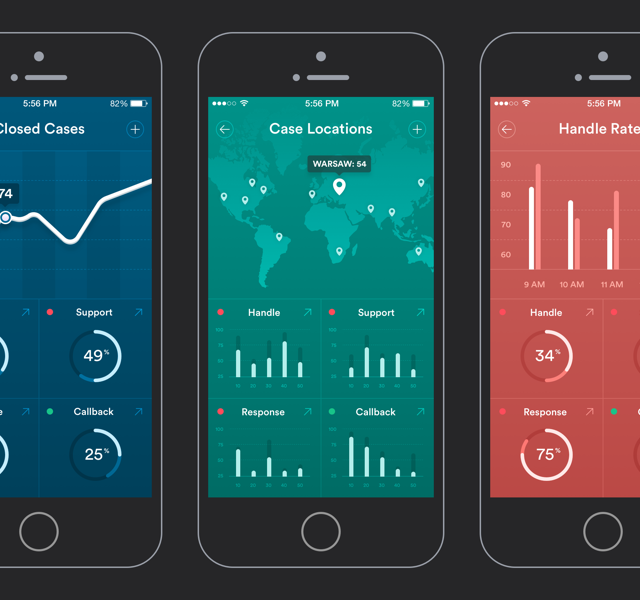 5:56 PM 82%
Closed Cases
74
Support
49%
Callback
25%
5:56 PM 82%
Case Locations
WARSAW: 54
Handle
Support
Response
Callback
5:56 PM
Handle Rate
90
80
70
60
9 AM 10 AM 11 AM
Handle
34%
Response
75%